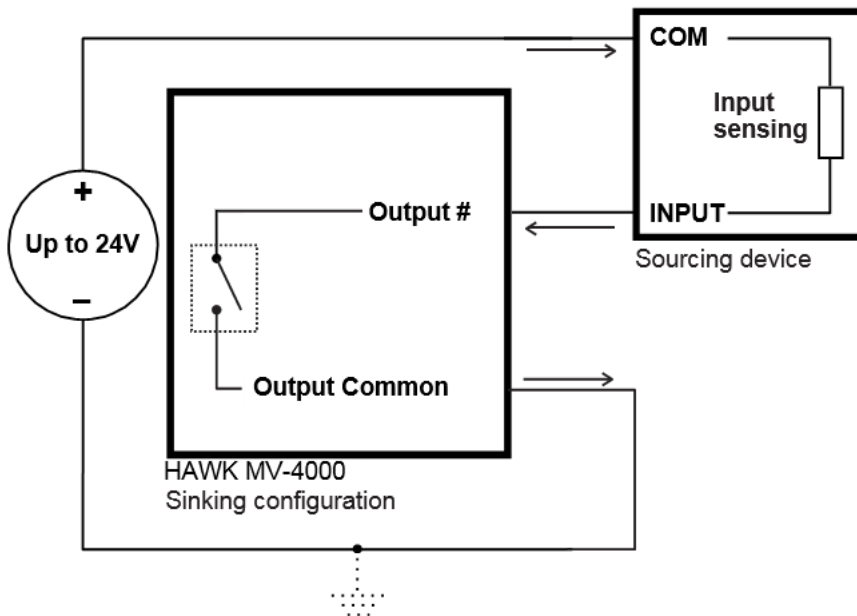 COM
Input
sensing
+
Output #
INPUT
Up to 24V
Sourcing device
–
Output Common
HAWK MV-4000
Sinking configuration